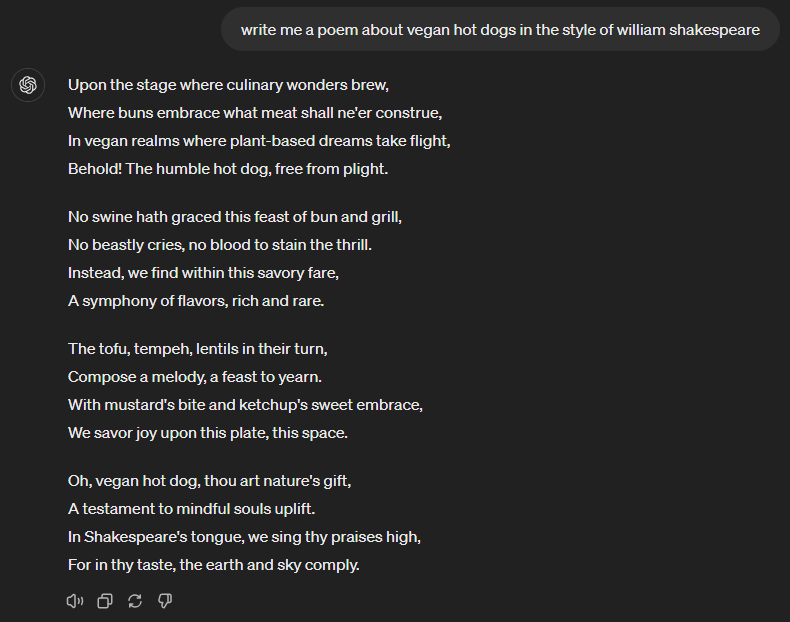 write me a poem about vegan hot dogs in the style of william shakespeare
Upon the stage where culinary wonders brew,
Where buns embrace what meat shall ne'er construe,
In vegan realms where plant-based dreams take flight,
Behold! The humble hot dog, free from plight.
No swine hath graced this feast of bun and grill,
No beastly cries, no blood to stain the thrill.
Instead, we find within this savory fare,
A symphony of flavors, rich and rare.
The tofu, tempeh, lentils in their turn,
Compose a melody, a feast to yearn.
With mustard's bite and ketchup's sweet embrace,
We savor joy upon this plate, this space.
Oh, vegan hot dog, thou art nature's gift,
A testament to mindful souls uplift.
In Shakespeare's tongue, we sing thy praises high,
For in thy taste, the earth and sky comply.